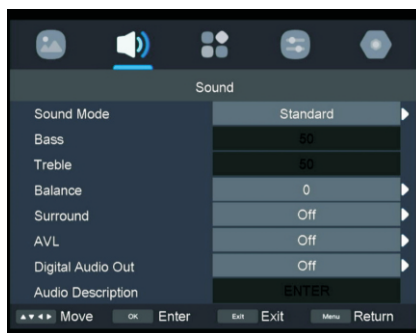 Sound
Sound Mode Standard
Bass 50
Treble 50
Balance 0
Surround Off
AVL Off
Digital Audio Out Off
Audio Description ENTER
Move OK Enter Exit Exit Menu Return